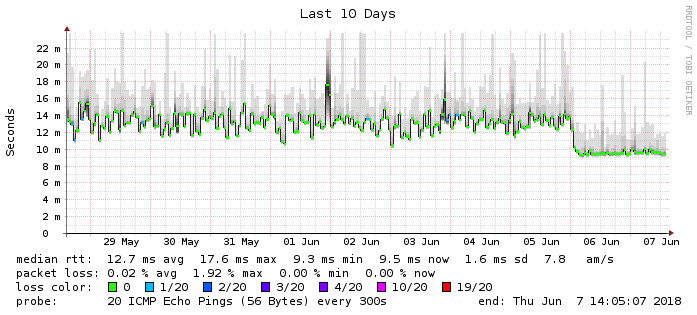 Last 10 Days
RRDTOOL / TOBI OETIKER
Seconds
22 m
20 m
18 m
16 m
14 m
12 m
10 m
8 m
6 m
4 m
2 m
0
29 May 30 May 31 May 01 Jun 02 Jun 03 Jun 04 Jun 05 Jun 06 Jun 07 Jun
median rtt: 12.7 ms avg 17.6 ms max 9.3 ms min 9.5 ms now 1.6 ms sd 7.8 am/s
packet loss: 0.02 % avg 1.92 % max 0.00 % min 0.00 % now
loss color: 0 1/20 2/20 3/20 4/20 10/20 19/20
probe: 20 ICMP Echo Pings (56 Bytes) every 300s end: Thu Jun 7 14:05:07 2018